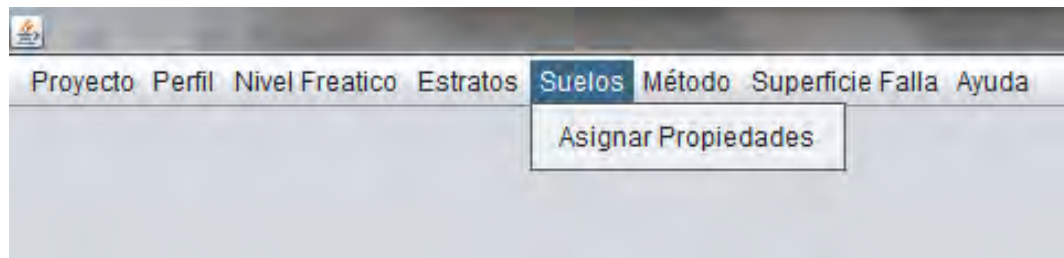 Proyecto Perfil Nivel Freatico Estratos Suelos Método Superficie Falla Ayuda
Asignar Propiedades